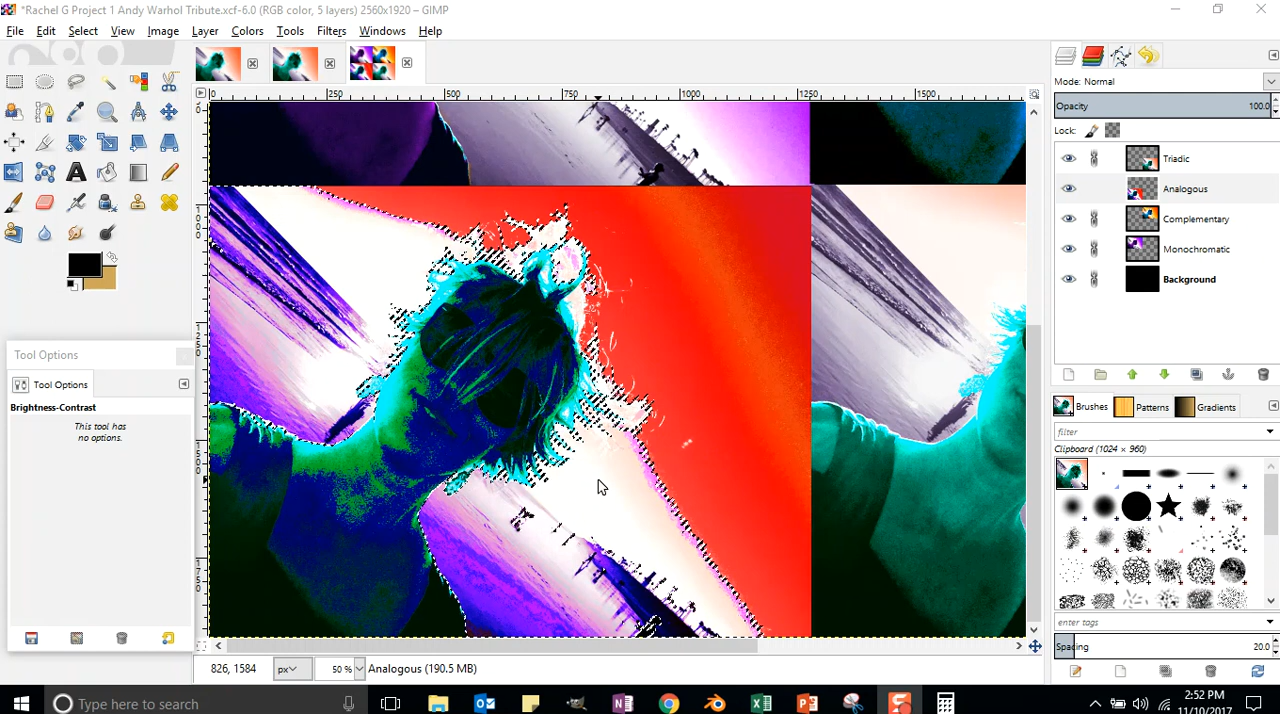 *Rachel G Project 1 Andy Warhol Tribute.xcf-6.0 (RGB color, 5 layers) 2560x1920 – GIMP
File Edit Select View Image Layer Colors Tools Filters Windows Help
0 250 500 750 1000 1250 1500
Mode: Normal
Opacity 100.0
Lock:
Triadic
Analogous
Complementary
Monochromatic
Background
Tool Options
Tool Options
Brightness-Contrast
This tool has
no options.
Brushes Patterns Gradients
filter
Clipboard (1024 × 960)
enter tags
Spacing 20.0
826, 1584 px 50 % Analogous (190.5 MB)
Type here to search
2:52 PM
11/10/2017